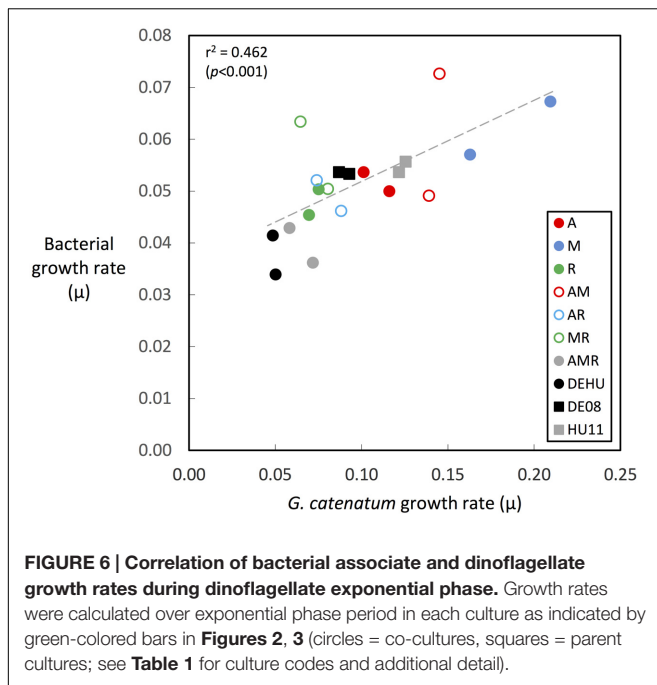 0.08
r² = 0.462
(p<0.001)
0.07
0.06
0.05
Bacterial
growth rate
(μ)
0.04
0.03
0.02
0.01
0.00
A
M
R
AM
AR
MR
AMR
DEHU
DE08
HU11
0.00 0.05 0.10 0.15 0.20 0.25
G. catenatum growth rate (μ)
FIGURE 6 | Correlation of bacterial associate and dinoflagellate
growth rates during dinoflagellate exponential phase. Growth rates
were calculated over exponential phase period in each culture as indicated by
green-colored bars in Figures 2, 3 (circles = co-cultures, squares = parent
cultures; see Table 1 for culture codes and additional detail).